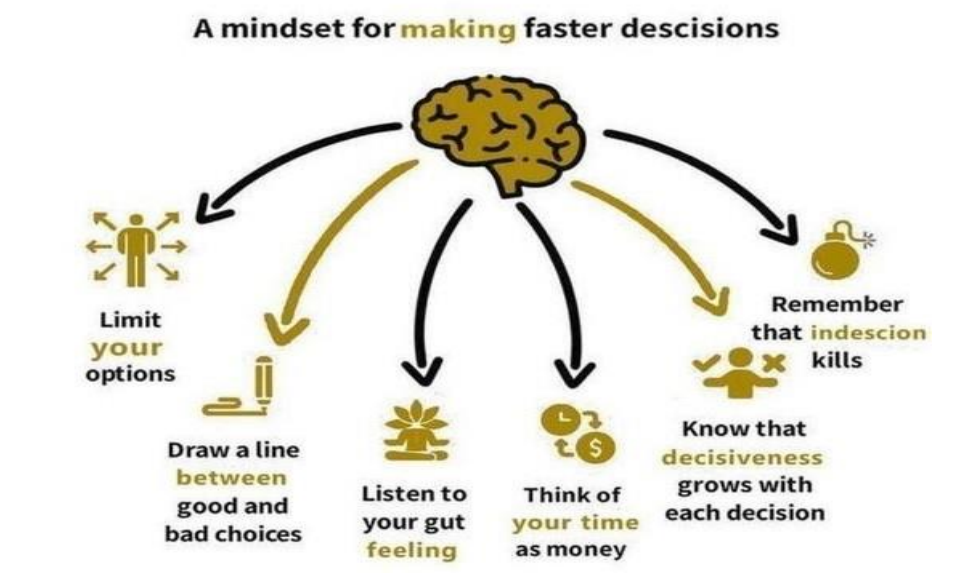 A mindset for making faster descisions
Limit
your
options
Draw a line
between
good and
bad choices
Listen to
your gut
feeling
Think of
your time
as money
Know that
decisiveness
grows with
each decision
Remember
that indescion
kills